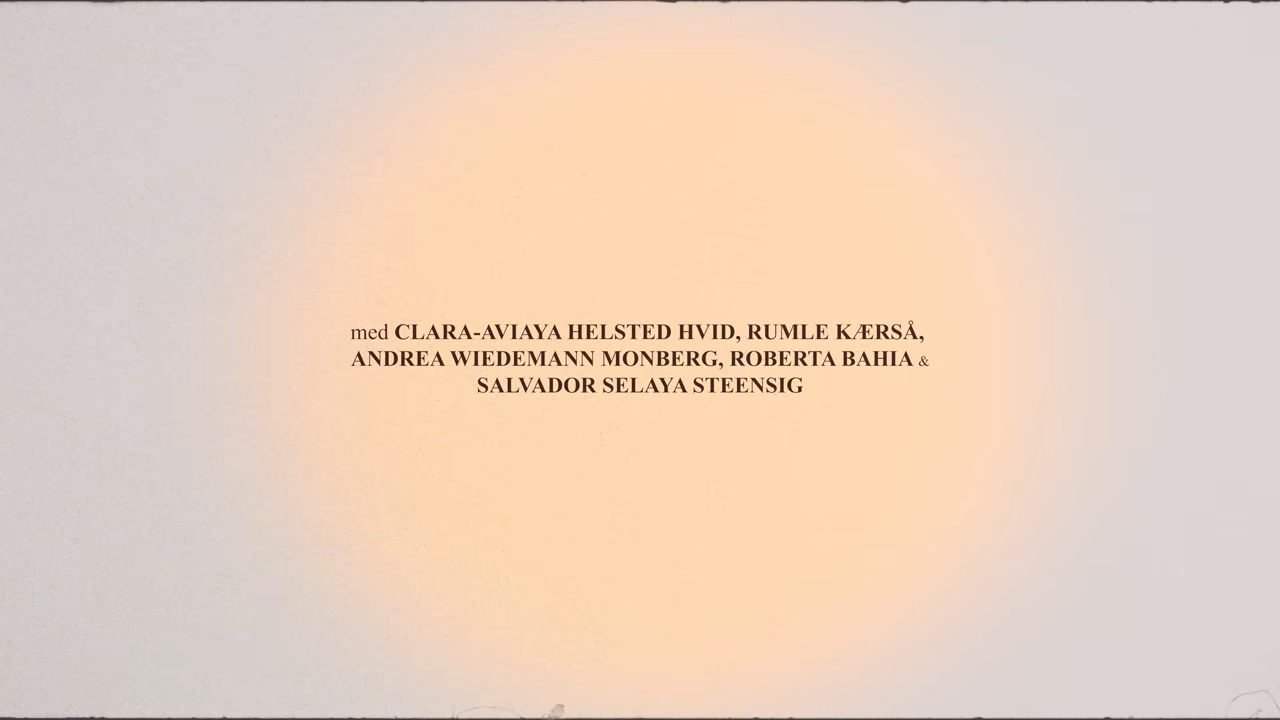 med CLARA-AVIAYA HELSTED HVID, RUMLE KÆRSÅ,
ANDREA WIEDEMANN MONBERG, ROBERTA BAHIA &
SALVADOR SELAYA STEENSIG